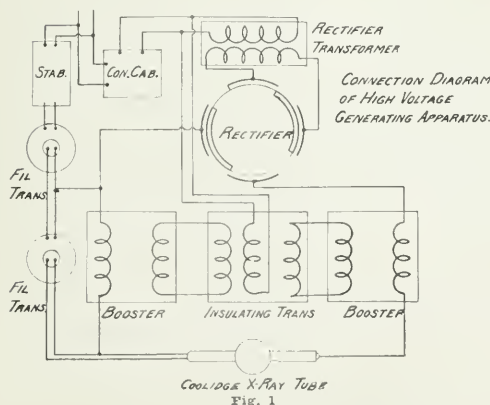 STAB.
CON. CAB.
RECTIFIER
TRANSFORMER
CONNECTION DIAGRAM
OF HIGH VOLTAGE
GENERATING APPARATUS.
RECTIFIER
FIL
TRANS.
FIL
TRANS.
BOOSTER
INSULATING TRANS
BOOSTER
COOLIDGE X-RAY TUBE
Fig. 1